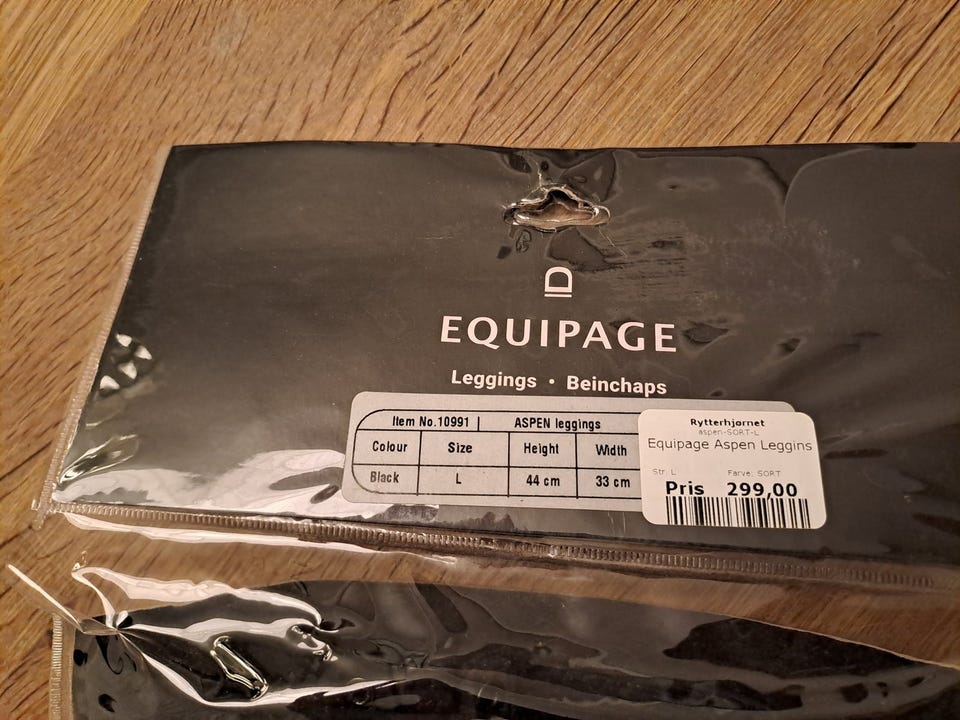 EQUIPAGE
Leggings • Beinchaps
Item No.10991 | ASPEN leggings
Colour Size Height Width
Black L 44 cm 33 cm
Rytterhjørnet
aspen-SORT-L
Equipage Aspen Leggins
Str: L Farve: SORT
Pris 299,00